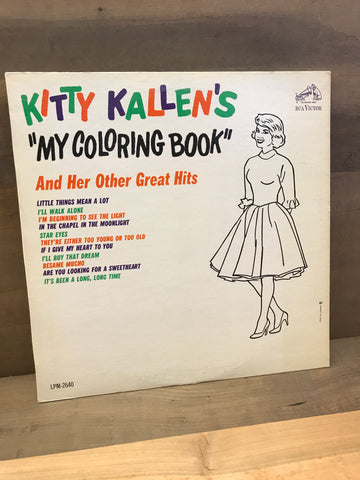 KITTY KALLEN'S
"MY COLORING BOOK"
And Her Other Great Hits
RCA VICTOR
LITTLE THINGS MEAN A LOT
I'LL WALK ALONE
I'M BEGINNING TO SEE THE LIGHT
IN THE CHAPEL IN THE MOONLIGHT
STAR EYES
THEY'RE EITHER TOO YOUNG OR TOO OLD
IF I GIVE MY HEART TO YOU
I'LL BUY THAT DREAM
BESAME MUCHO
ARE YOU LOOKING FOR A SWEETHEART
IT'S BEEN A LONG, LONG TIME
LPM-2640